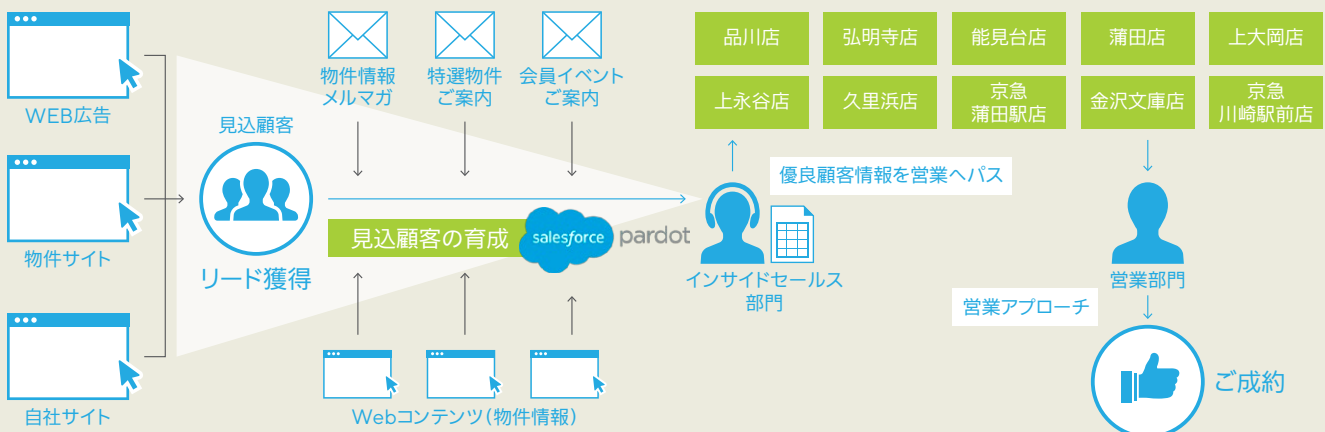 WEB広告
物件サイト
自社サイト
見込顧客
リード獲得
物件情報
メルマガ
特選物件
ご案内
会員イベント
ご案内
見込顧客の育成
salesforce pardot
Webコンテンツ(物件情報)
インサイドセールス
部門
優良顧客情報を営業へパス
品川店
弘明寺店
能見台店
蒲田店
上大岡店
上永谷店
久里浜店
京急
蒲田駅店
金沢文庫店
京急
川崎駅前店
営業部門
営業アプローチ
ご成約